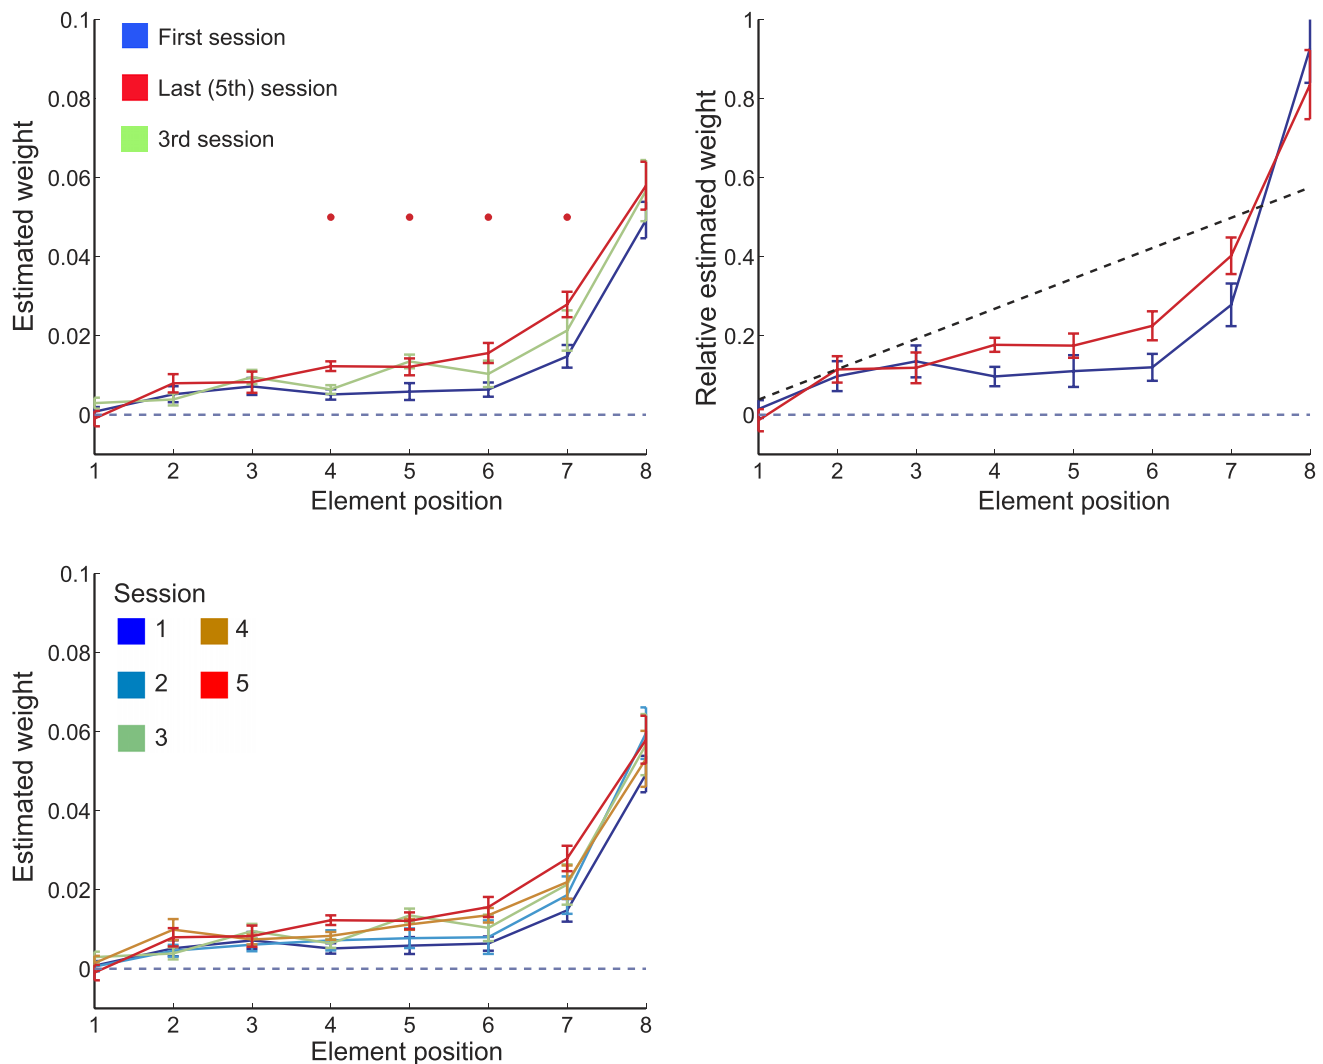 0.1
0.08
0.06
0.04
0.02
0
Estimated weight
First session
Last (5th) session
3rd session
1 2 3 4 5 6 7 8
Element position
1
0.8
0.6
0.4
0.2
0
Relative estimated weight
1 2 3 4 5 6 7 8
Element position
0.1
0.08
0.06
0.04
0.02
0
Estimated weight
Session
1 4
2 5
3
1 2 3 4 5 6 7 8
Element position